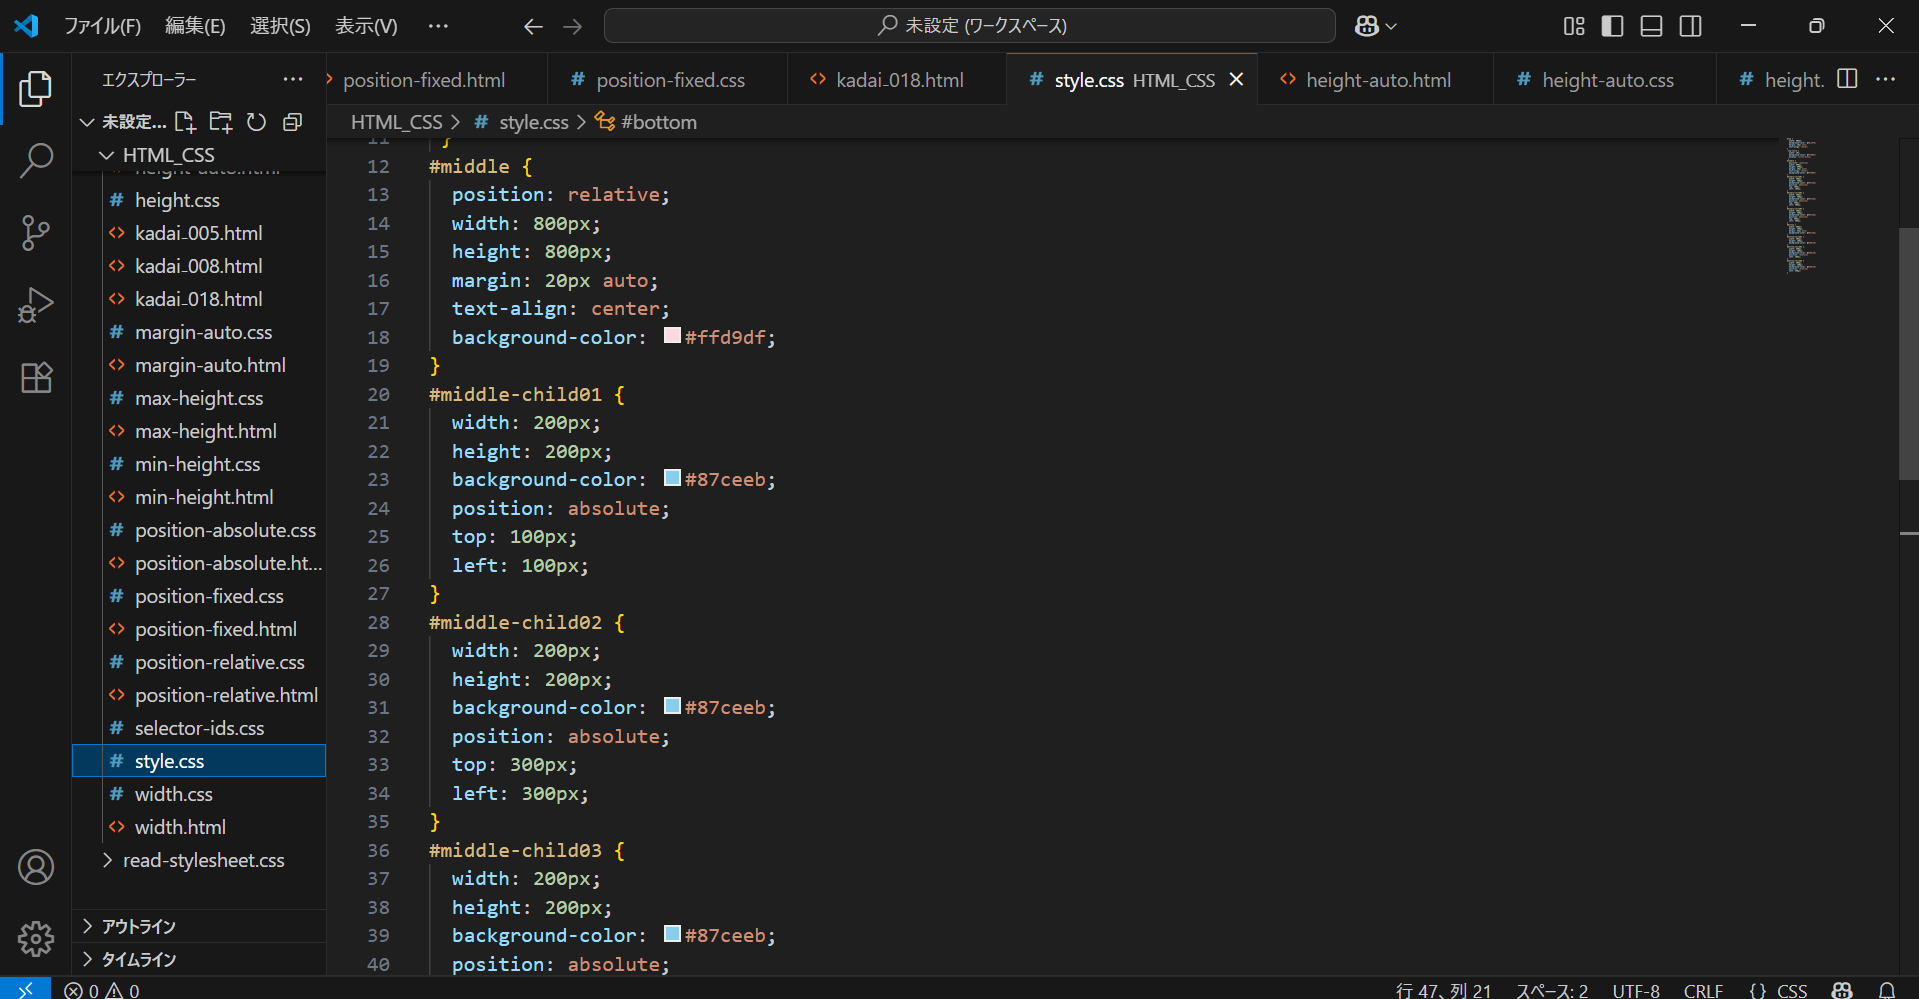 ファイル(F) 編集(E) 選択(S) 表示(V) ··· 未設定 (ワークスペース)
エクスプローラー ···
position-fixed.html position-fixed.css kadai_018.html style.css HTML_CSS height-auto.html height-auto.css height. ···
未設定...
HTML_CSS > # style.css > #bottom
HTML_CSS
height-auto.html
height.css
kadai_005.html
kadai_008.html
kadai_018.html
margin-auto.css
margin-auto.html
max-height.css
max-height.html
min-height.css
min-height.html
position-absolute.css
position-absolute.ht...
position-fixed.css
position-fixed.html
position-relative.css
position-relative.html
selector-ids.css
style.css
width.css
width.html
read-stylesheet.css
アウトライン
タイムライン
11 }
12 #middle {
13 position: relative;
14 width: 800px;
15 height: 800px;
16 margin: 20px auto;
17 text-align: center;
18 background-color: #ffd9df;
19 }
20 #middle-child01 {
21 width: 200px;
22 height: 200px;
23 background-color: #87ceeb;
24 position: absolute;
25 top: 100px;
26 left: 100px;
27 }
28 #middle-child02 {
29 width: 200px;
30 height: 200px;
31 background-color: #87ceeb;
32 position: absolute;
33 top: 300px;
34 left: 300px;
35 }
36 #middle-child03 {
37 width: 200px;
38 height: 200px;
39 background-color: #87ceeb;
40 position: absolute;
0 0 行 47、列 21 スペース: 2 UTF-8 CRLF {} CSS